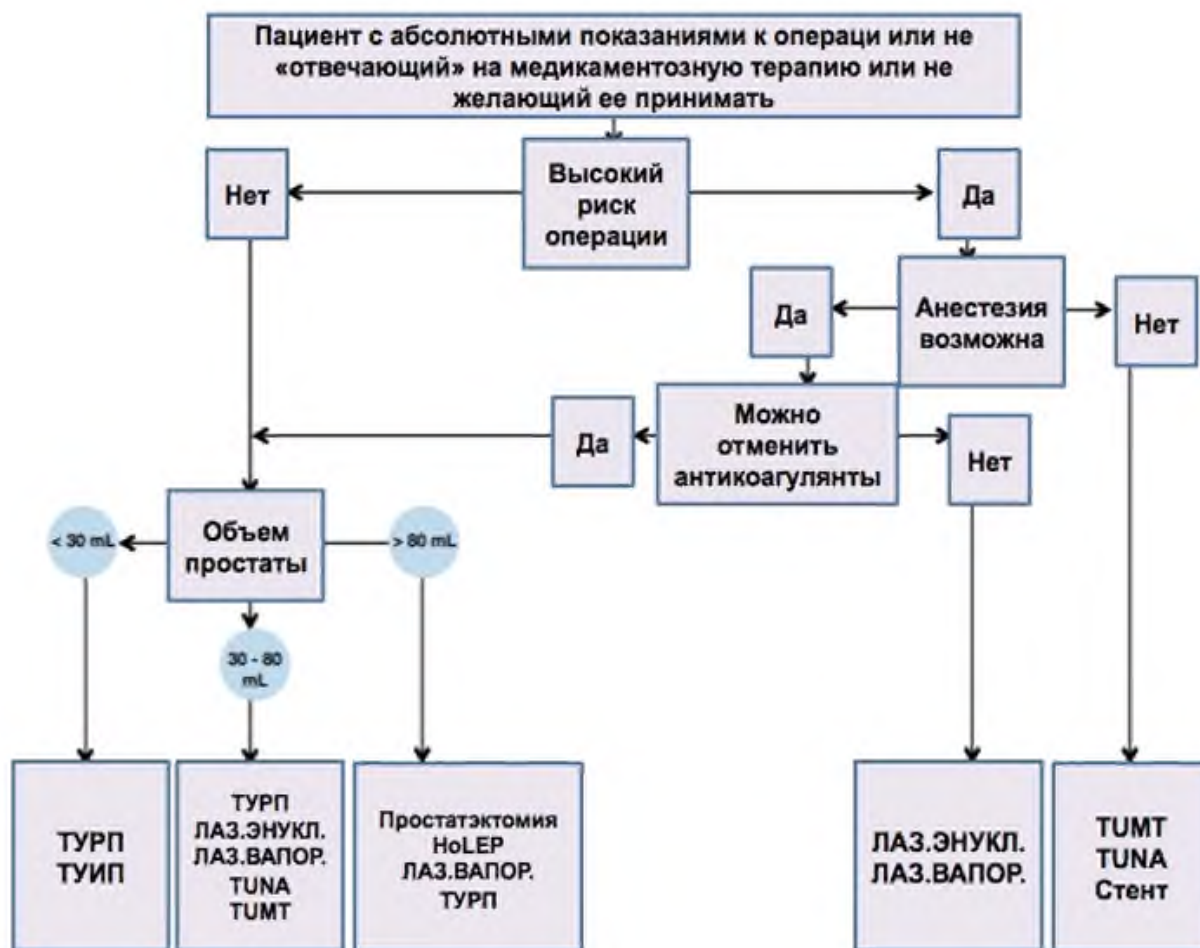 Пациент с абсолютными показаниями к операци или не
«отвечающий» на медикаментозную терапию или не
желающий ее принимать
Нет
Высокий
риск
операции
Да
Да
Анестезия
возможна
Нет
Да
Можно
отменить
антикоагулянты
Нет
< 30 mL
Объем
простаты
> 80 mL
30 - 80
mL
ТУРП
ТУИП
ТУРП
ЛАЗ.ЭНУКЛ.
ЛАЗ.ВАПОР.
TUNA
TUMT
Простатэктомия
HoLEP
ЛАЗ.ВАПОР.
ТУРП
ЛАЗ.ЭНУКЛ.
ЛАЗ.ВАПОР.
TUMT
TUNA
Стент